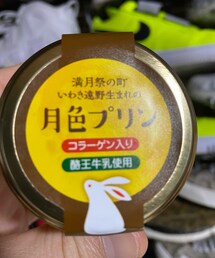 満月祭の町
いわき遠野生まれの
月色プリン
コラーゲン入り
酪王牛乳使用